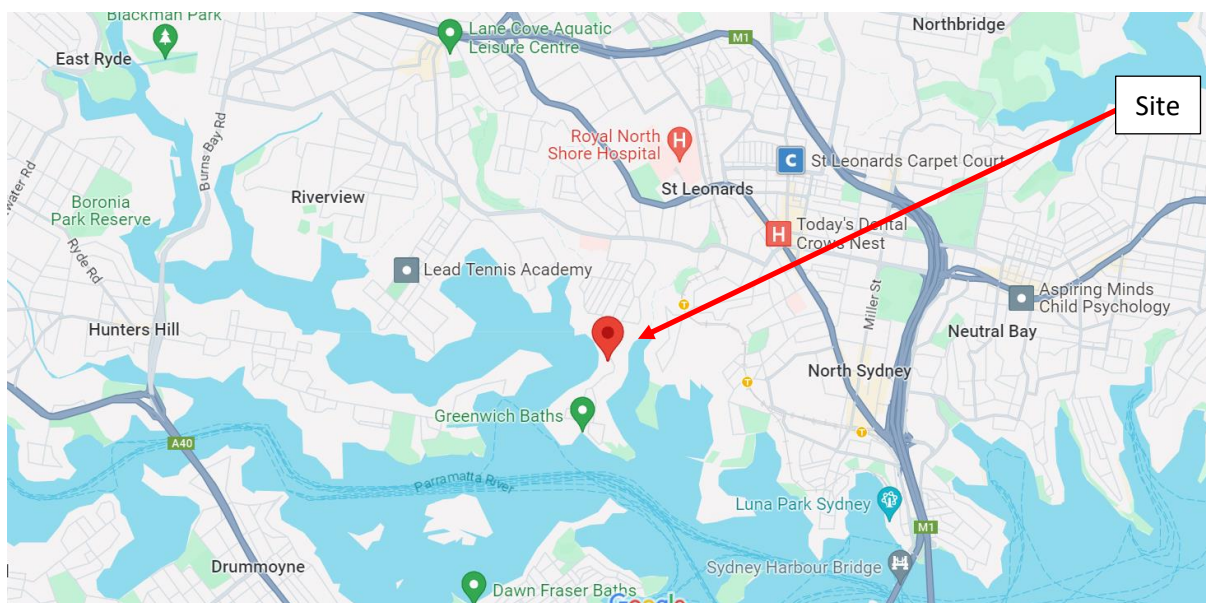 Blackman Park
Northbridge
Lane Cove Aquatic
Leisure Centre
M1
East Ryde
Site
Royal North
Shore Hospital
C
St Leonards Carpet Court
Burns Bay Rd
St Leonards
Riverview
Boronia
Park Reserve
H
Today's Dental
Crows Nest
Ryde Rd
Lead Tennis Academy
Aspiring Minds
Child Psychology
Miller St
Hunters Hill
Neutral Bay
North Sydney
Greenwich Baths
A40
Parramatta River
Luna Park Sydney
M1
Drummoyne
Sydney Harbour Bridge
Dawn Fraser Baths
Google